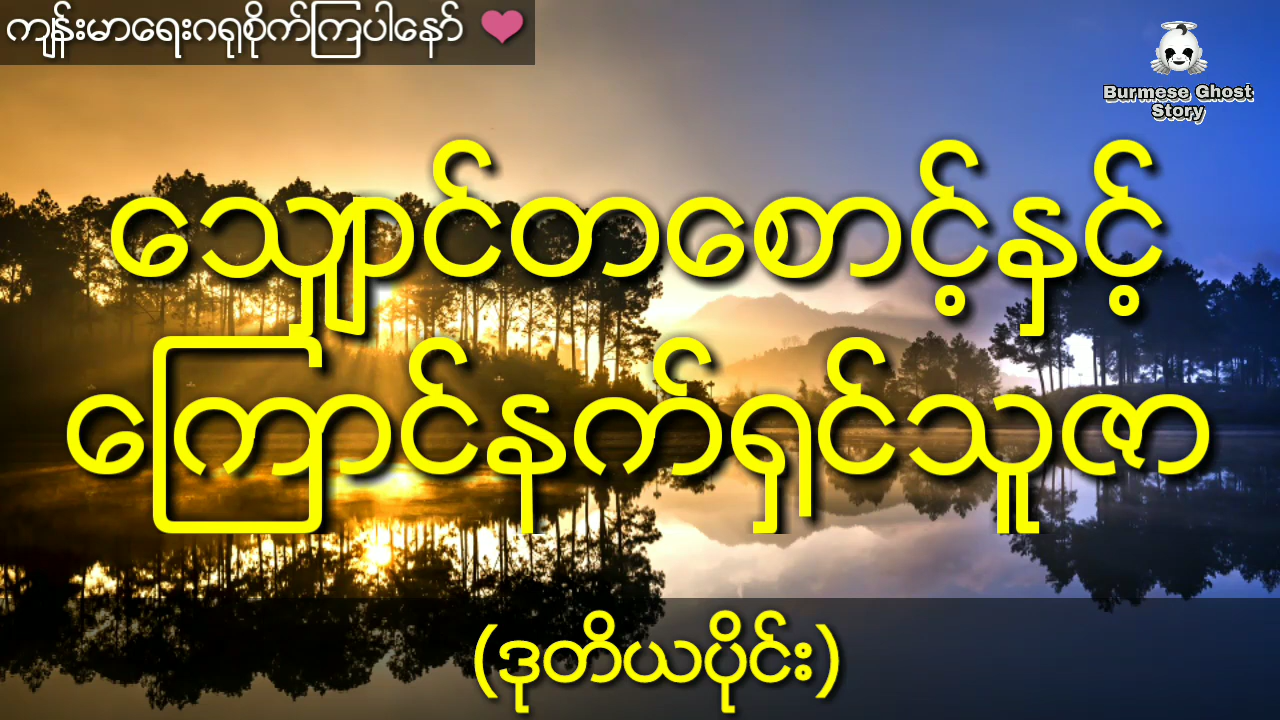 ကျန်းမာရေးဂရုစိုက်ကြပါနော် ❤
Burmese Ghost
Story
သျှောင်တစောင့်နှင့်
ကြောင်နက်ရှင်သူဇာ
(ဒုတိယပိုင်း)